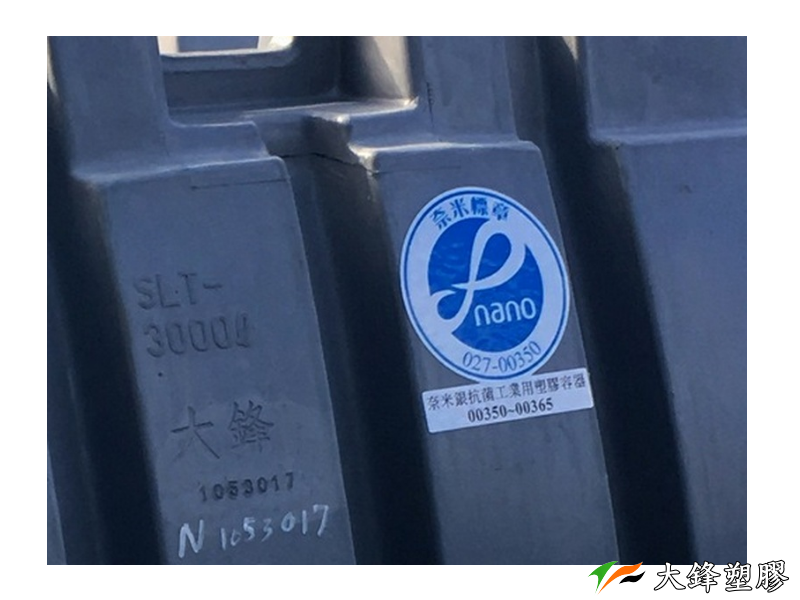 SLT-
30004
大鋒
1053017
N 1053017
奈米標章
nano
027-00350
奈米銀抗菌工業用塑膠容器
00350~00365
大鋒塑膠